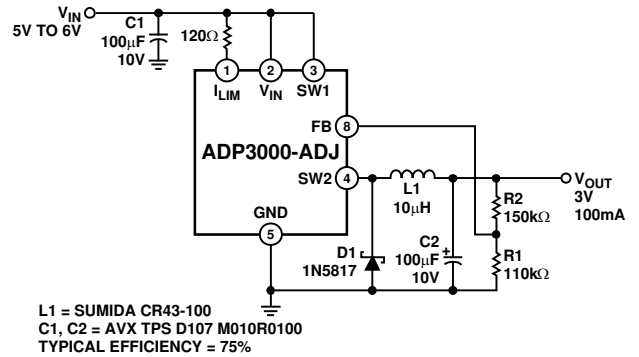 VIN
5V TO 6V
C1
100μF
10V
120Ω
1
2
3
ILIM
VIN
SW1
FB
8
ADP3000-ADJ
SW2
4
L1
10μH
VOUT
3V
100mA
R2
150kΩ
GND
5
D1
1N5817
C2
100μF
10V
+
R1
110kΩ
L1 = SUMIDA CR43-100
C1, C2 = AVX TPS D107 M010R0100
TYPICAL EFFICIENCY = 75%